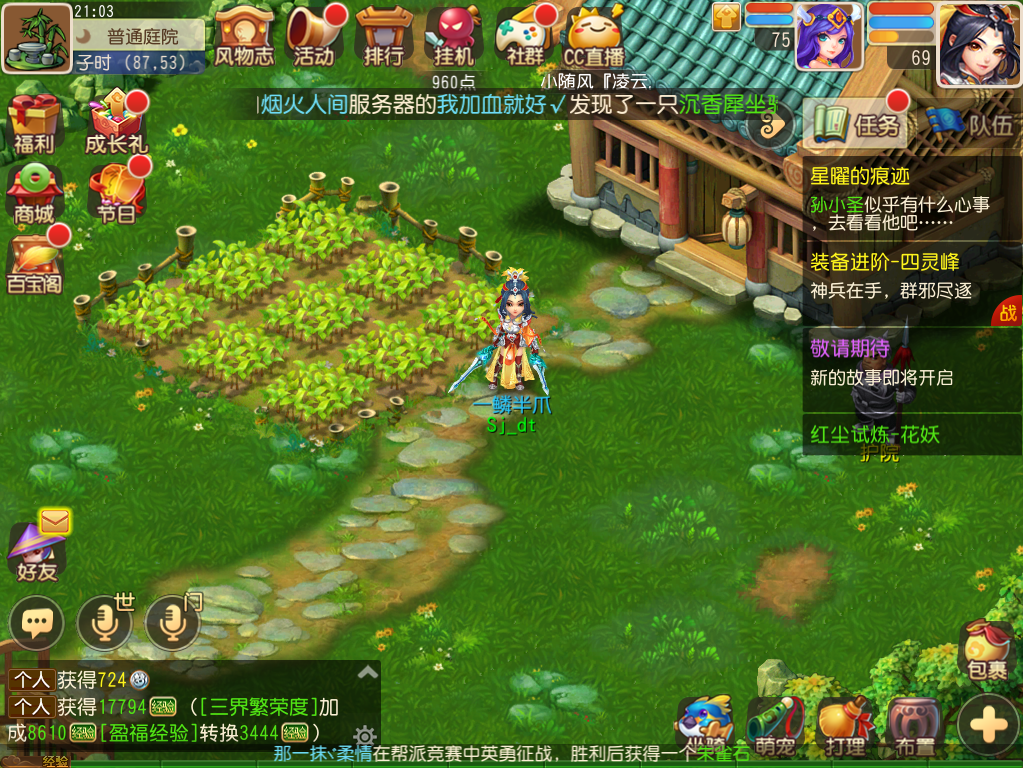 21:03
普通庭院
子时 (87,53)
风物志
活动
排行
挂机
960点
社群
CC直播
小随风『凌云
75
69
烟火人间服务器的我加血就好✓发现了一只沉香犀坐骑
福利
成长礼
商城
节日
百宝阁
任务
队伍
星曜的痕迹
孙小圣似乎有什么心事
，去看看他吧……
装备进阶-四灵峰
神兵在手，群邪尽逐
战
敬请期待
新的故事即将开启
红尘试炼-花妖
护院
一鳞半爪
Sj_dt
好友
世
门
个人 获得724
个人 获得17794经验（[三界繁荣度]加
成8610经验[盈福经验]转换3444经验）
包裹
坐骑
萌宠
打理
布置
那一抹、柔情在帮派竞赛中英勇征战，胜利后获得一个朱雀石
经验